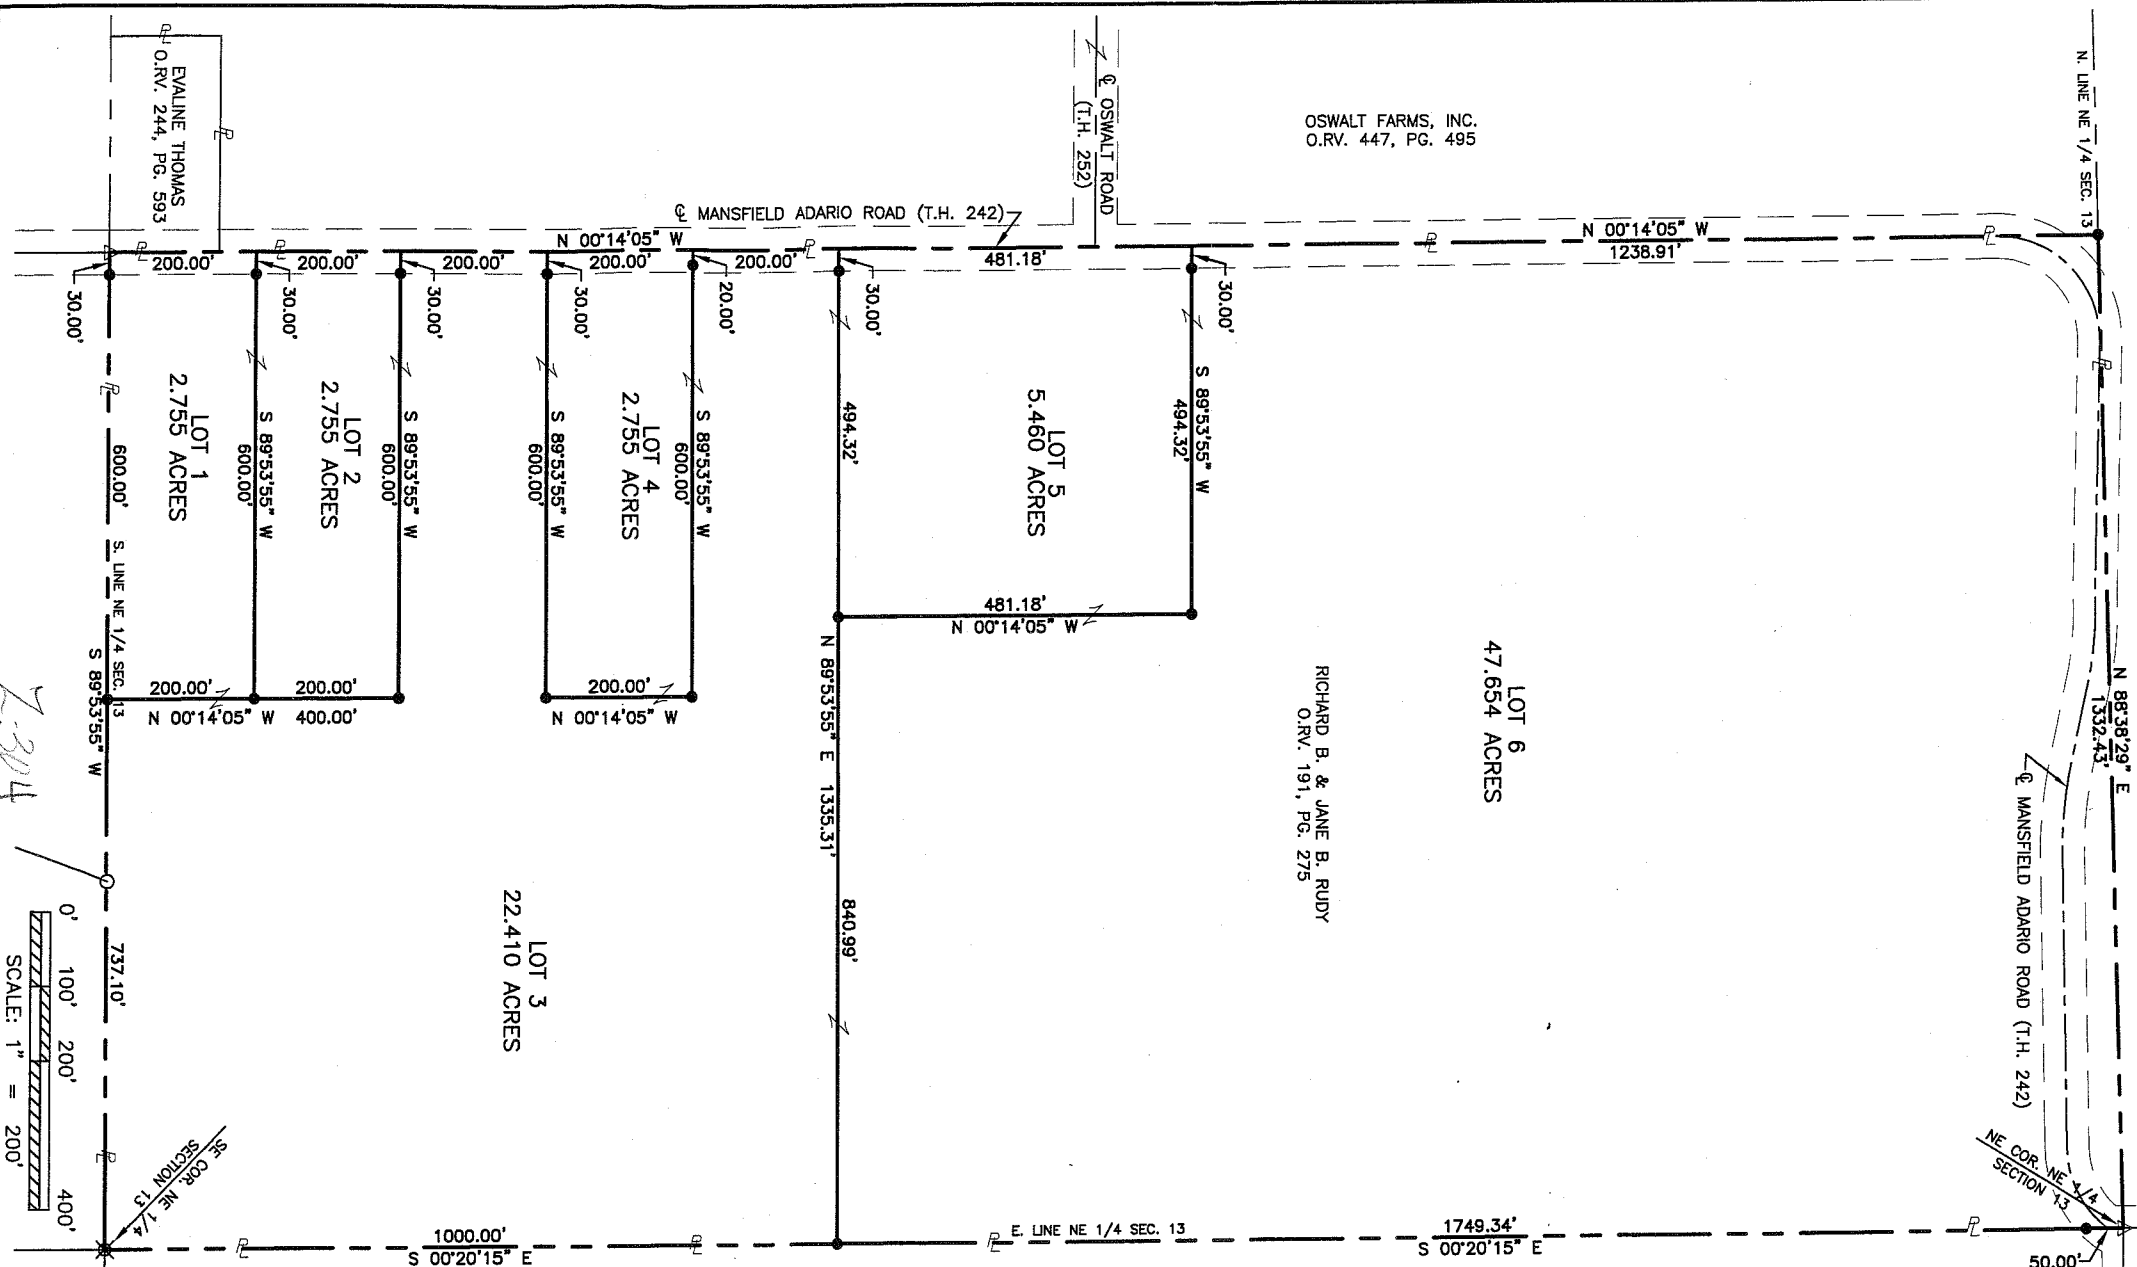 EVALINE THOMAS
O.RV. 244, PG. 593
℄ OSWALT ROAD
(T.H. 252)
OSWALT FARMS, INC.
O.RV. 447, PG. 495
N. LINE NE 1/4 SEC. 13
℄ MANSFIELD ADARIO ROAD (T.H. 242)
N 00°14'05" W
200.00'
200.00'
200.00'
200.00'
200.00'
481.18'
N 00°14'05" W
1238.91'
30.00'
30.00'
30.00'
30.00'
20.00'
30.00'
30.00'
LOT 1
2.755 ACRES
600.00'
S. LINE NE 1/4 SEC. 13
S 89°53'55" W
S 89°53'55" W
600.00'
LOT 2
2.755 ACRES
S 89°53'55" W
600.00'
S 89°53'55" W
600.00'
LOT 4
2.755 ACRES
S 89°53'55" W
600.00'
494.32'
LOT 5
5.460 ACRES
S 89°53'55" W
494.32'
481.18'
N 00°14'05" W
200.00'
200.00'
N 00°14'05" W
400.00'
200.00'
N 00°14'05" W
N 89°53'55" E 1335.31'
840.99'
LOT 6
47.654 ACRES
RICHARD B. & JANE B. RUDY
O.RV. 191, PG. 275
N 88°38'29" E
1332.43'
℄ MANSFIELD ADARIO ROAD (T.H. 242)
LOT 3
22.410 ACRES
737.10'
Z-304
0' 100' 200' 400'
SCALE: 1" = 200'
SE COR. NE 1/4
SECTION 13
NE COR. NE 1/4
SECTION 13
1000.00'
S 00°20'15" E
E. LINE NE 1/4 SEC. 13
1749.34'
S 00°20'15" E
50.00'